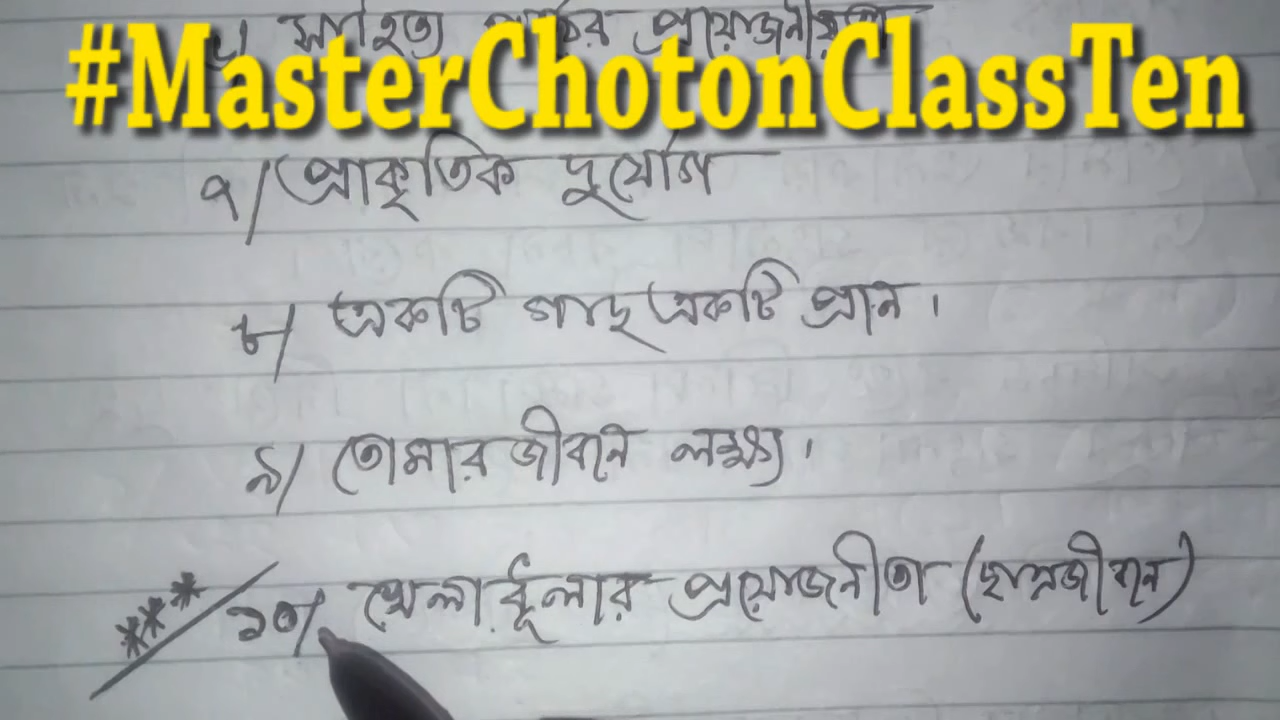 ৬/ সাহিত্য পাঠের প্রয়োজনীয়তা
#MasterChotonClassTen
৭/ প্রাকৃতিক দুর্যোগ
৮/ একটি গাছ একটি প্রান।
৯/ তোমার জীবনে লক্ষ্য।
*** ১০/ খেলাধূলার প্রয়োজনীতা (ছাত্রজীবনে)